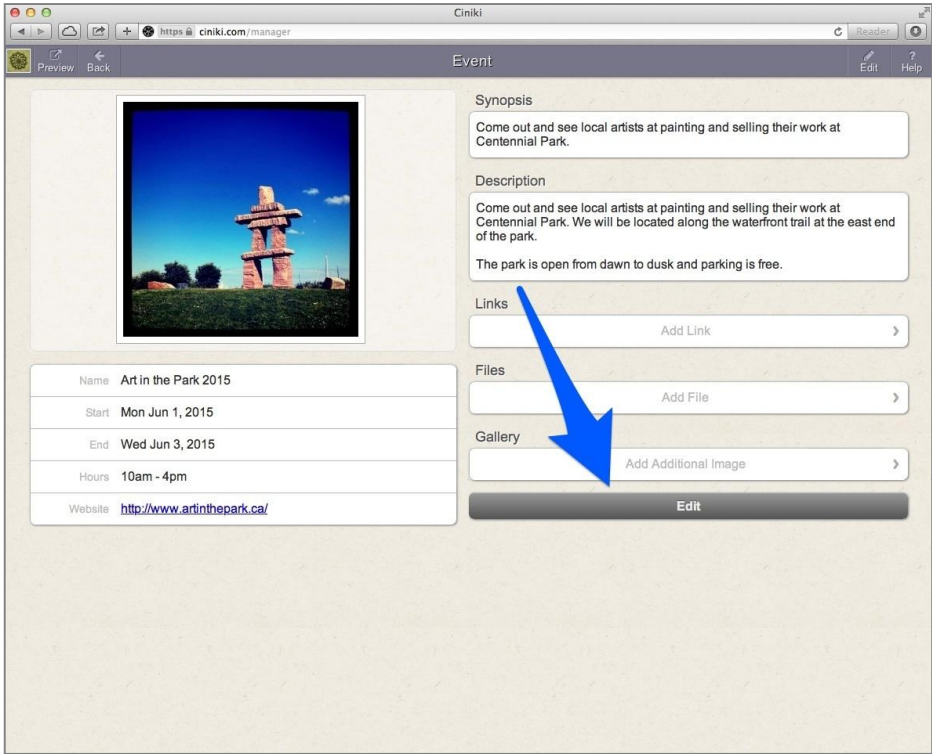 Ciniki
https ciniki.com/manager
Reader
Preview
Back
Event
Edit
? Help
Synopsis
Come out and see local artists at painting and selling their work at
Centennial Park.
Description
Come out and see local artists at painting and selling their work at
Centennial Park. We will be located along the waterfront trail at the east end
of the park.
The park is open from dawn to dusk and parking is free.
Links
Add Link
Files
Add File
Gallery
Add Additional Image
Edit
Name Art in the Park 2015
Start Mon Jun 1, 2015
End Wed Jun 3, 2015
Hours 10am - 4pm
Website http://www.artinthepark.ca/